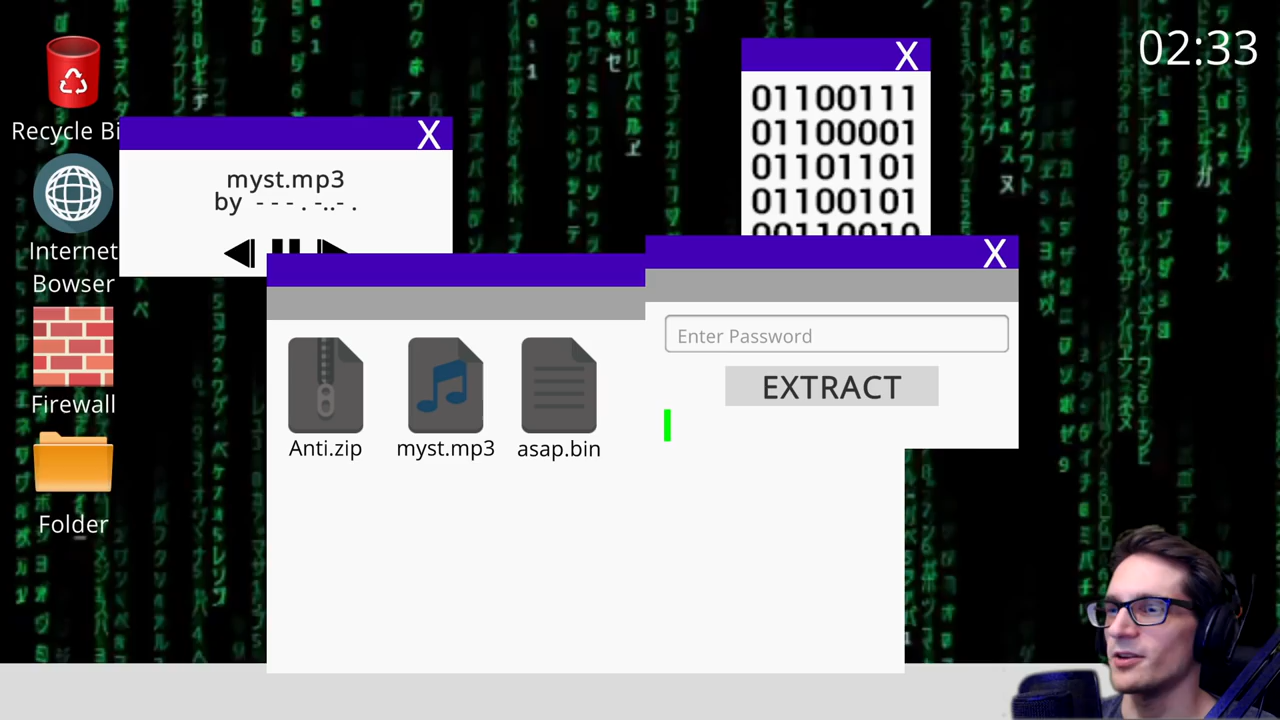 02:33
X
01100111
01100001
01101101
01100101
00110010
Recycle Bi
X
myst.mp3
by - - - . -..- .
Internet
Bowser
X
Enter Password
EXTRACT
Firewall
Anti.zip
myst.mp3
asap.bin
Folder